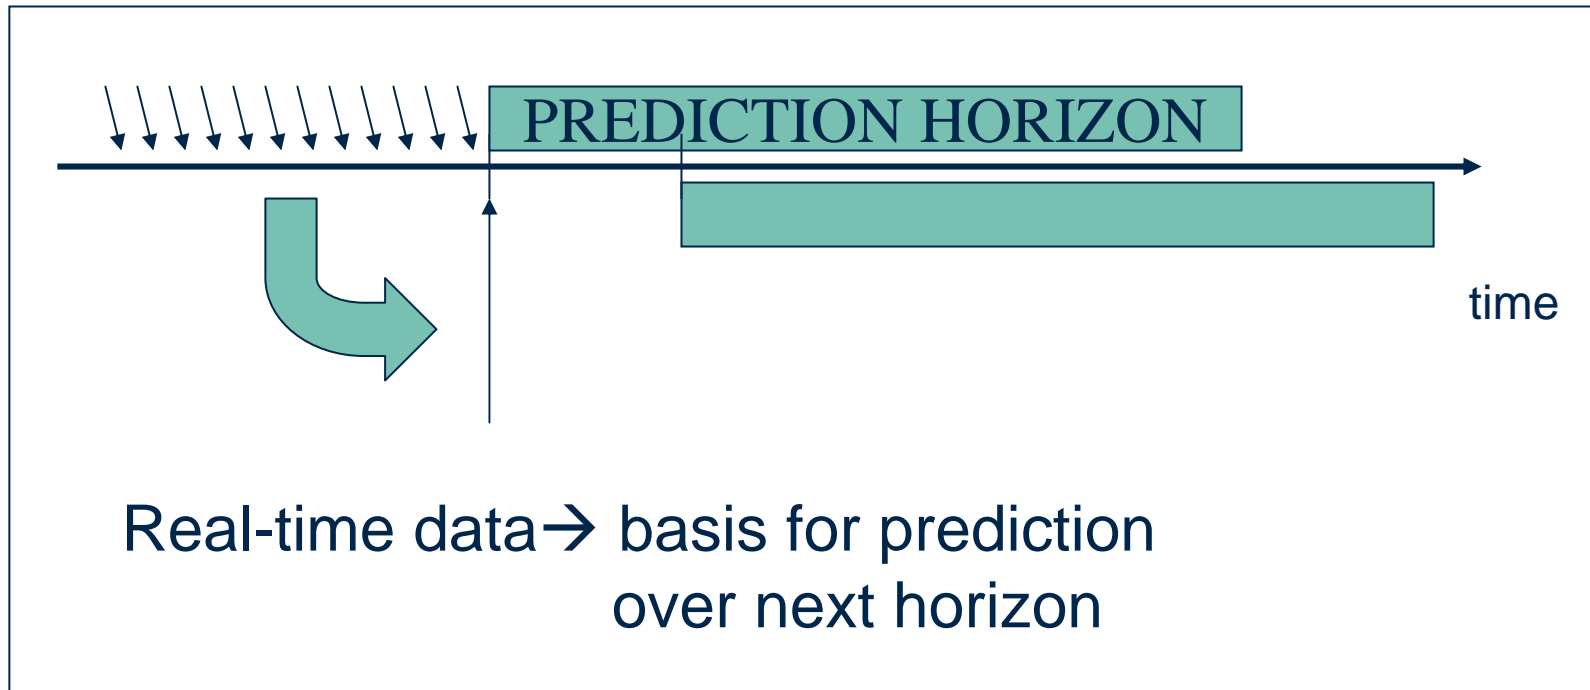 PREDICTION HORIZON
time
Real-time data→ basis for prediction
over next horizon